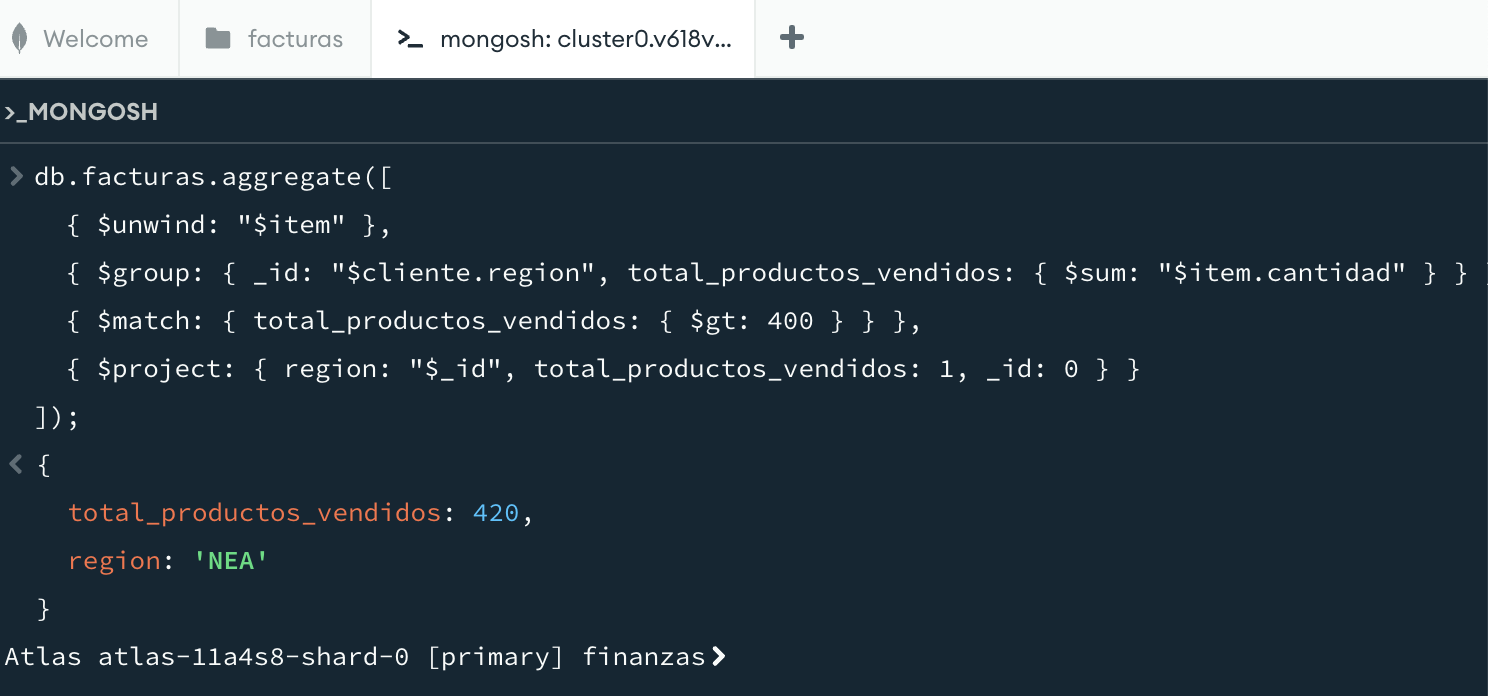 Welcome facturas >_ mongosh: cluster0.v618v... +
>_MONGOSH
> db.facturas.aggregate([
{ $unwind: "$item" },
{ $group: { _id: "$cliente.region", total_productos_vendidos: { $sum: "$item.cantidad" } } }
{ $match: { total_productos_vendidos: { $gt: 400 } } },
{ $project: { region: "$_id", total_productos_vendidos: 1, _id: 0 } }
]);
< {
total_productos_vendidos: 420,
region: 'NEA'
}
Atlas atlas-11a4s8-shard-0 [primary] finanzas>